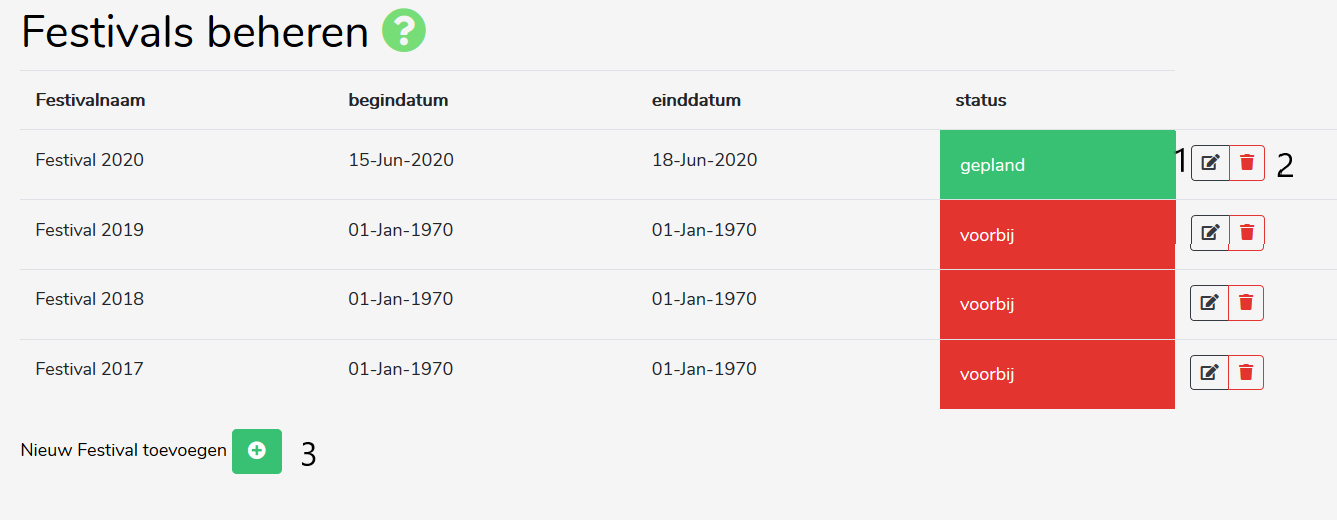 Festivals beheren ?
Festivalnaam begindatum einddatum status
Festival 2020 15-Jun-2020 18-Jun-2020 gepland 1 2
Festival 2019 01-Jan-1970 01-Jan-1970 voorbij
Festival 2018 01-Jan-1970 01-Jan-1970 voorbij
Festival 2017 01-Jan-1970 01-Jan-1970 voorbij
Nieuw Festival toevoegen 3